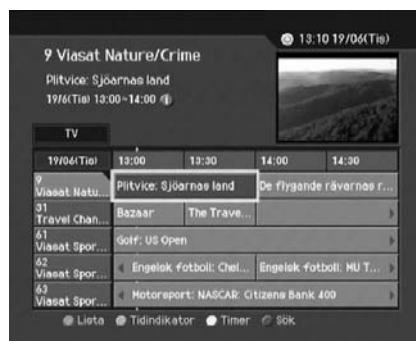 13:10 19/06(Tis)
9 Viasat Nature/Crime
Plitvice: Sjöarnas land
19/6(Tis) 13:00~14:00
TV
19/06(Tis) 13:00 13:30 14:00 14:30
9
Viasat Natu... Plitvice: Sjöarnas land De flygande rävarnas r...
31
Travel Chan... Bazaar The Trave...
61
Viasat Spor... Golf: US Open
62
Viasat Spor... Engelsk fotboll: Chel... Engelsk fotboll: MU T...
63
Viasat Spor... Motorsport: NASCAR: Citizens Bank 400
Lista Tidindikator Timer Sök